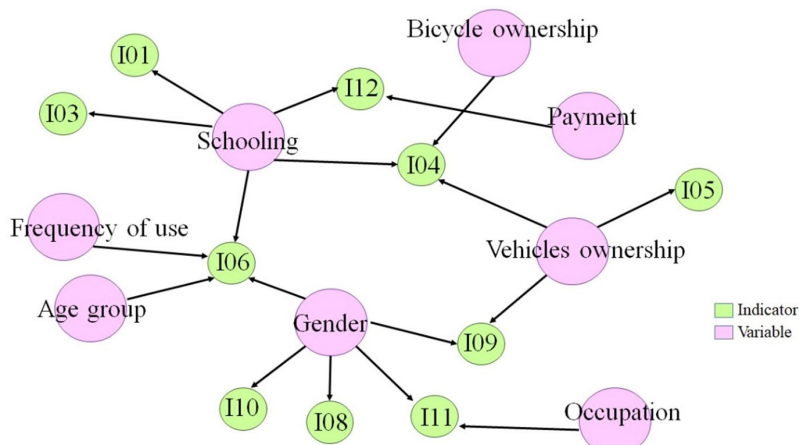 Bicycle ownership
I01
I12
I03
Payment
Schooling
I04
I05
Frequency of use
Vehicles ownership
I06
Age group
Gender
Indicator
Variable
I09
I10
I08
I11
Occupation